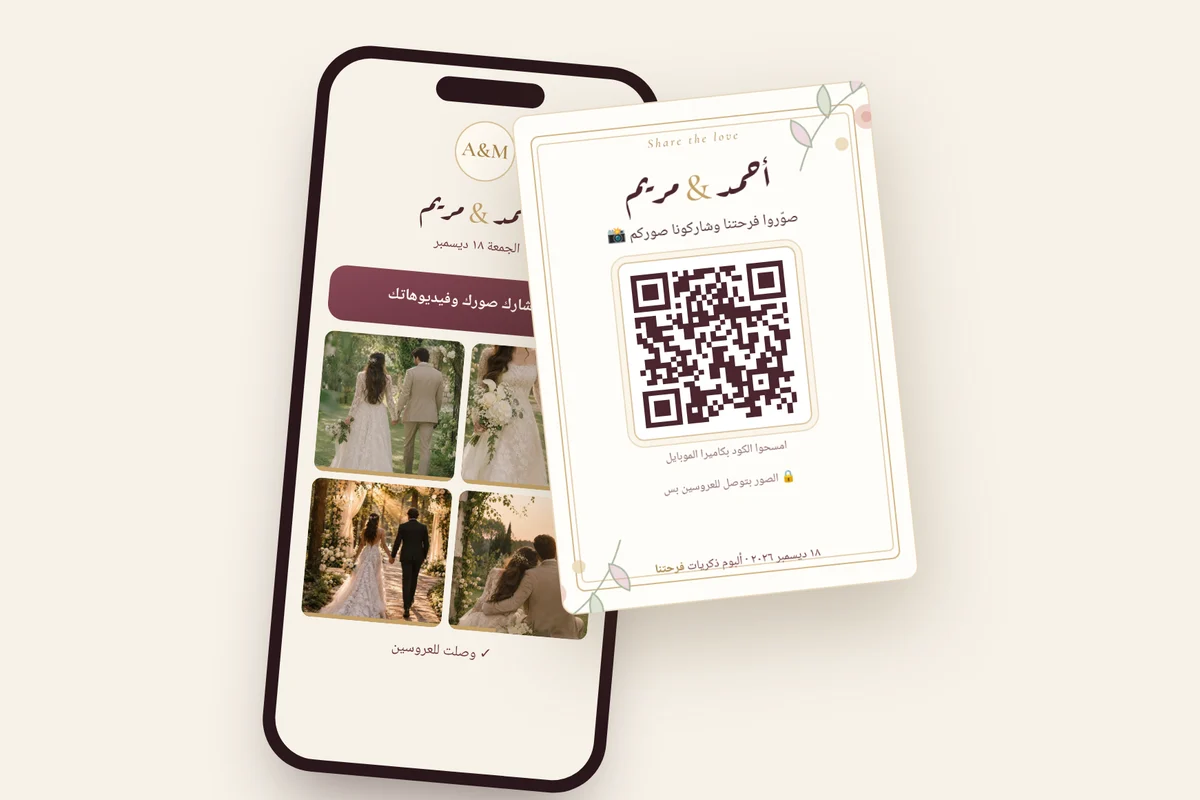 A&M
& مريم
الجمعة ١٨ ديسمبر
شارك صورك وفيديوهاتك
✓ وصلت للعروسين
Share the love
أحمد & مريم
صوّروا فرحتنا وشاركونا صوركم 📸
امسحوا الكود بكاميرا الموبايل
🔒 الصور بتوصل للعروسين بس
١٨ ديسمبر ٢٠٢٦ · ألبوم ذكريات فرحتنا